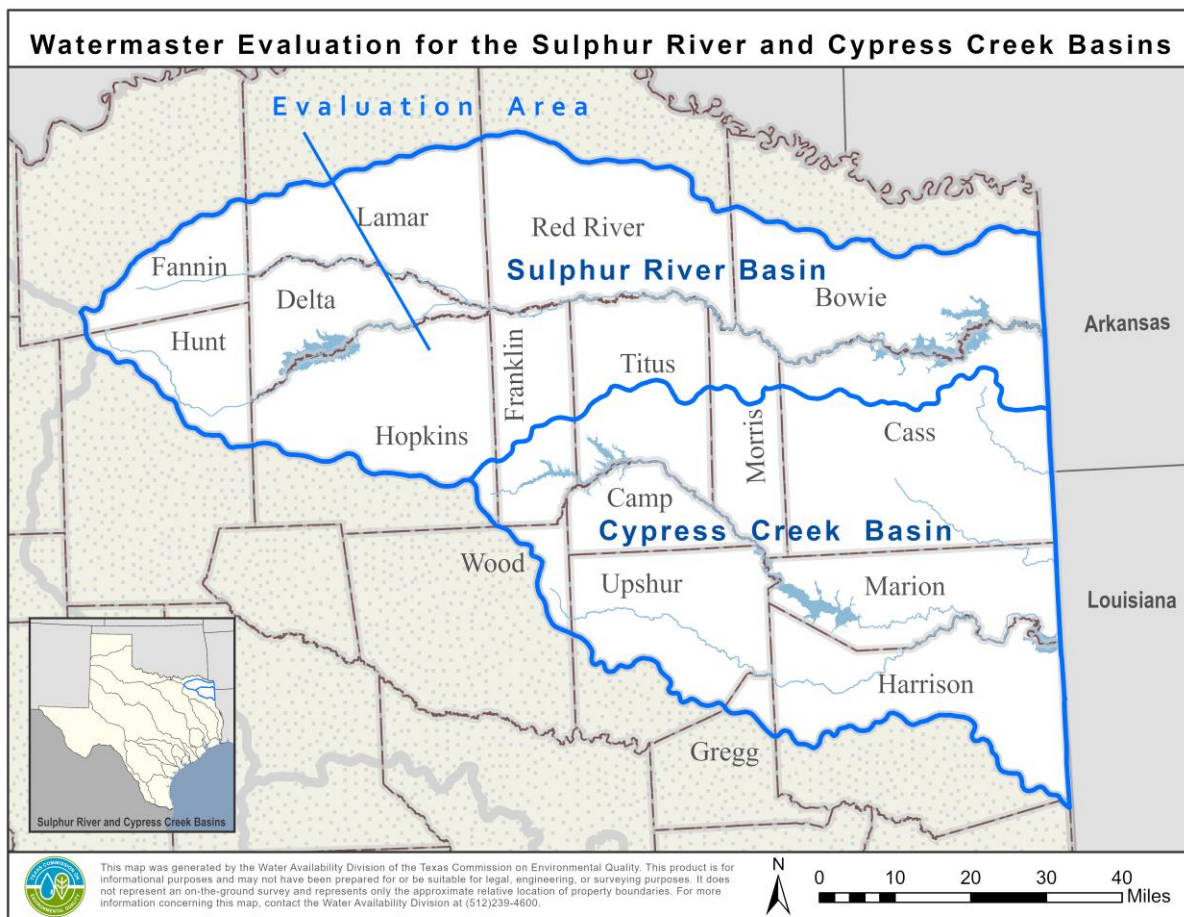 Watermaster Evaluation for the Sulphur River and Cypress Creek Basins
Evaluation Area
Lamar
Red River
Fannin
Sulphur River Basin
Delta
Bowie
Arkansas
Hunt
Franklin
Titus
Hopkins
Morris
Cass
Camp
Cypress Creek Basin
Wood
Upshur
Marion
Louisiana
Harrison
Gregg
Sulphur River and Cypress Creek Basins
TEXAS COMMISSION ON
ENVIRONMENTAL QUALITY
This map was generated by the Water Availability Division of the Texas Commission on Environmental Quality. This product is for
informational purposes and may not have been prepared for or be suitable for legal, engineering, or surveying purposes. It does
not represent an on-the-ground survey and represents only the approximate relative location of property boundaries. For more
information concerning this map, contact the Water Availability Division at (512)239-4600.
N
0 10 20 30 40
Miles